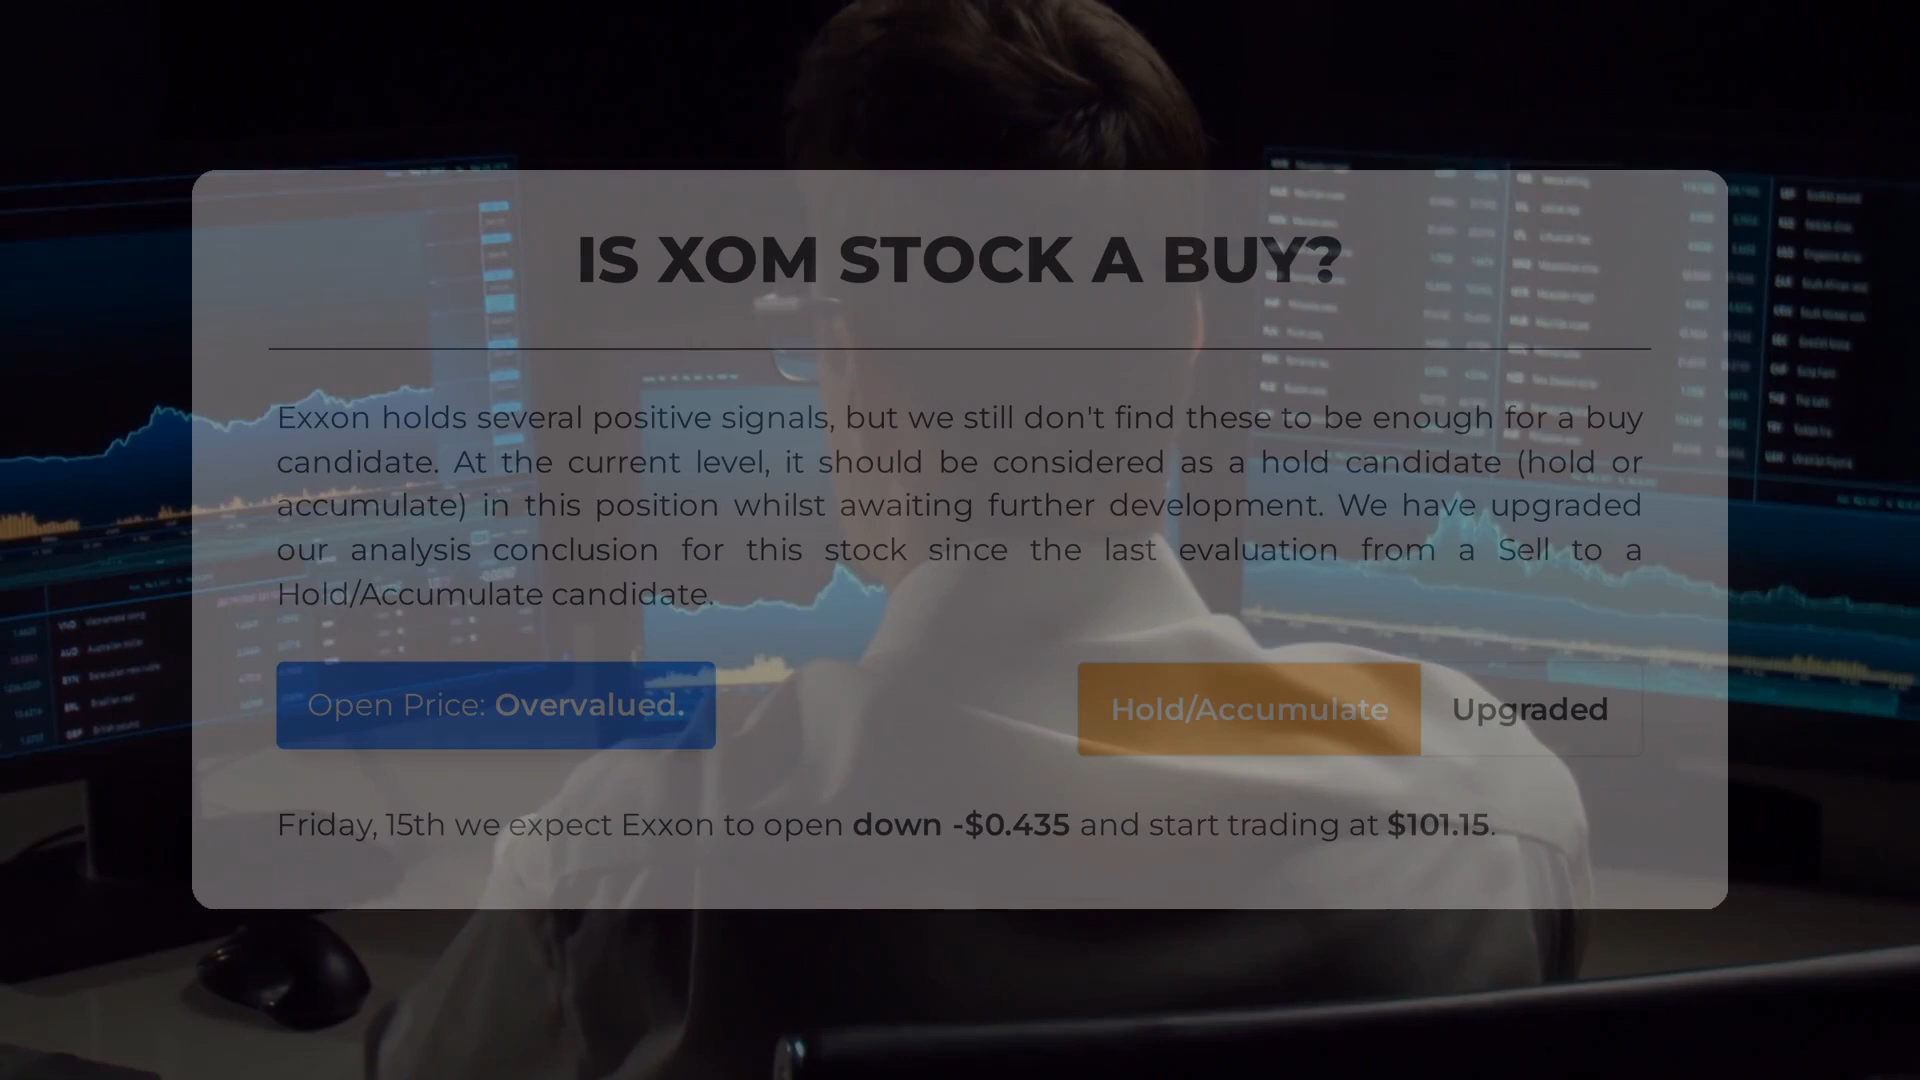 IS XOM STOCK A BUY?
Exxon holds several positive signals, but we still don't find these to be enough for a buy
candidate. At the current level, it should be considered as a hold candidate (hold or
accumulate) in this position whilst awaiting further development. We have upgraded
our analysis conclusion for this stock since the last evaluation from a Sell to a
Hold/Accumulate candidate.
Open Price: Overvalued.
Hold/Accumulate Upgraded
Friday, 15th we expect Exxon to open down -$0.435 and start trading at $101.15.